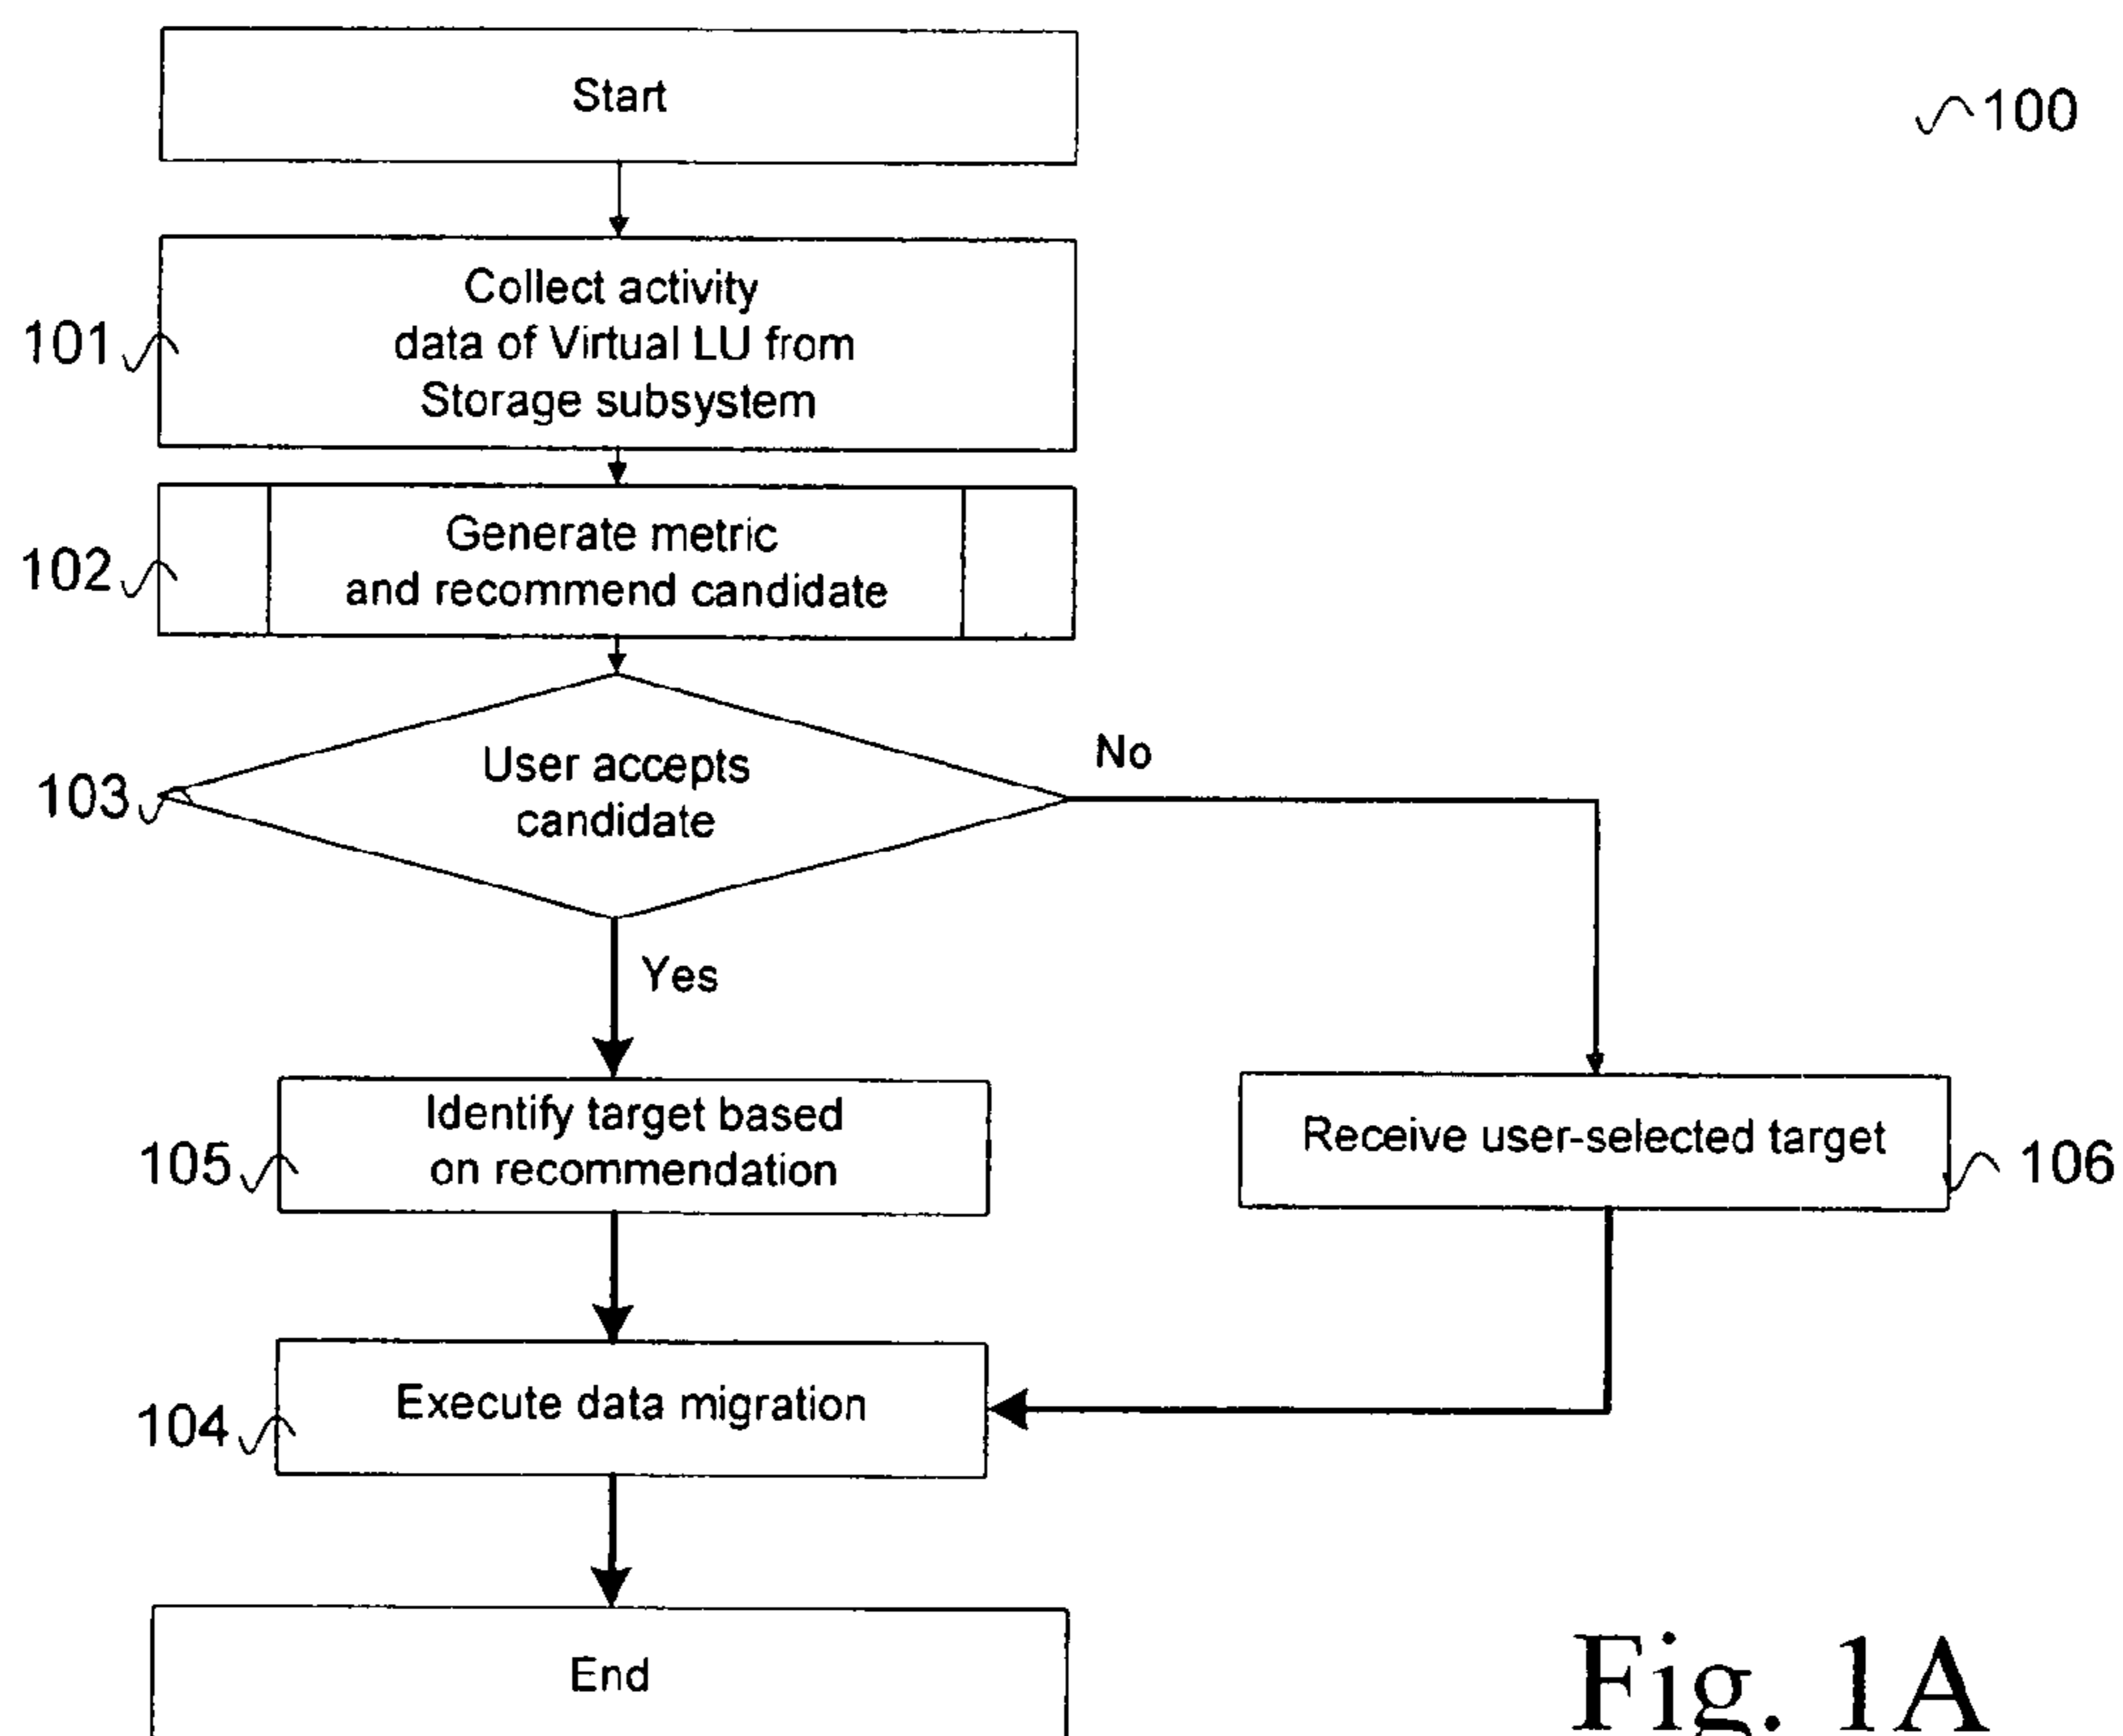 Start
100
Collect activity
data of Virtual LU from
Storage subsystem
101
Generate metric
and recommend candidate
102
User accepts
candidate
103
No
Yes
Identify target based
on recommendation
105
Receive user-selected target
106
Execute data migration
104
End
Fig. 1A